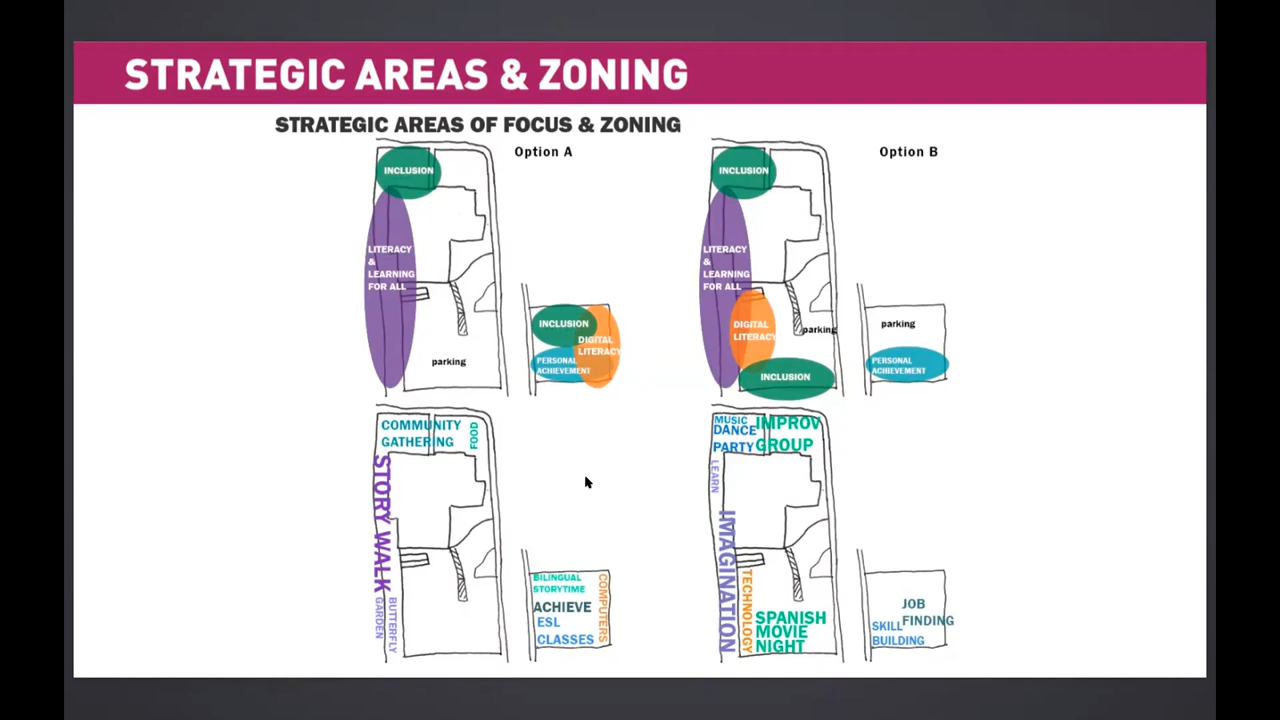 STRATEGIC AREAS & ZONING
STRATEGIC AREAS OF FOCUS & ZONING
Option A
INCLUSION
LITERACY
&
LEARNING
FOR ALL
parking
INCLUSION
DIGITAL
LITERACY
PERSONAL
ACHIEVEMENT
Option B
INCLUSION
LITERACY
&
LEARNING
FOR ALL
DIGITAL
LITERACY
parking
INCLUSION
parking
PERSONAL
ACHIEVEMENT
COMMUNITY
GATHERING
FOOD
STORY WALK
BUTTERFLY
GARDEN
BILINGUAL
STORYTIME
ACHIEVE
ESL
CLASSES
COMPUTERS
MUSIC
DANCE
PARTY
IMPROV
GROUP
LEARN
IMAGINATION
TECHNOLOGY
SPANISH
MOVIE
NIGHT
JOB
FINDING
SKILL
BUILDING